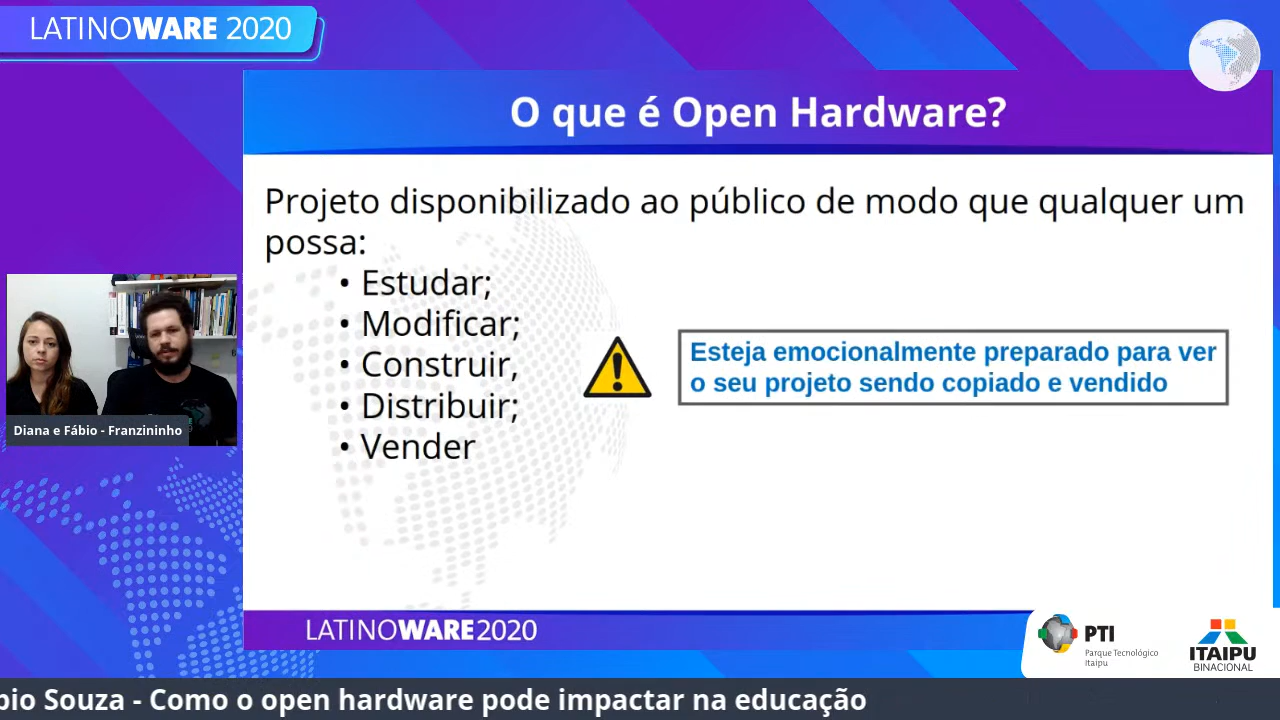 LATINOWARE 2020
O que é Open Hardware?
Projeto disponibilizado ao público de modo que qualquer um
possa:
• Estudar;
• Modificar;
• Construir,
• Distribuir;
• Vender
Esteja emocionalmente preparado para ver
o seu projeto sendo copiado e vendido
Diana e Fábio - Franzininho
LATINOWARE2020
PTI
Parque Tecnológico
Itaipu
ITAIPU
BINACIONAL
Souza - Como o open hardware pode impactar na educação